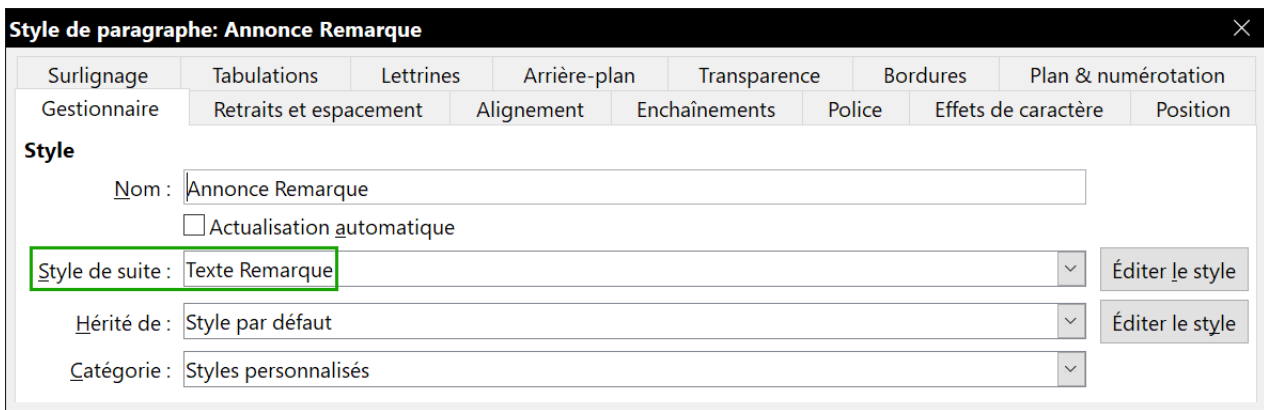 Style de paragraphe: Annonce Remarque
Surlignage Tabulations Lettrines Arrière-plan Transparence Bordures Plan & numérotation
Gestionnaire Retraits et espacement Alignement Enchaînements Police Effets de caractère Position
Style
Nom : Annonce Remarque
Actualisation automatique
Style de suite : Texte Remarque Éditer le style
Hérité de : Style par défaut Éditer le style
Catégorie : Styles personnalisés